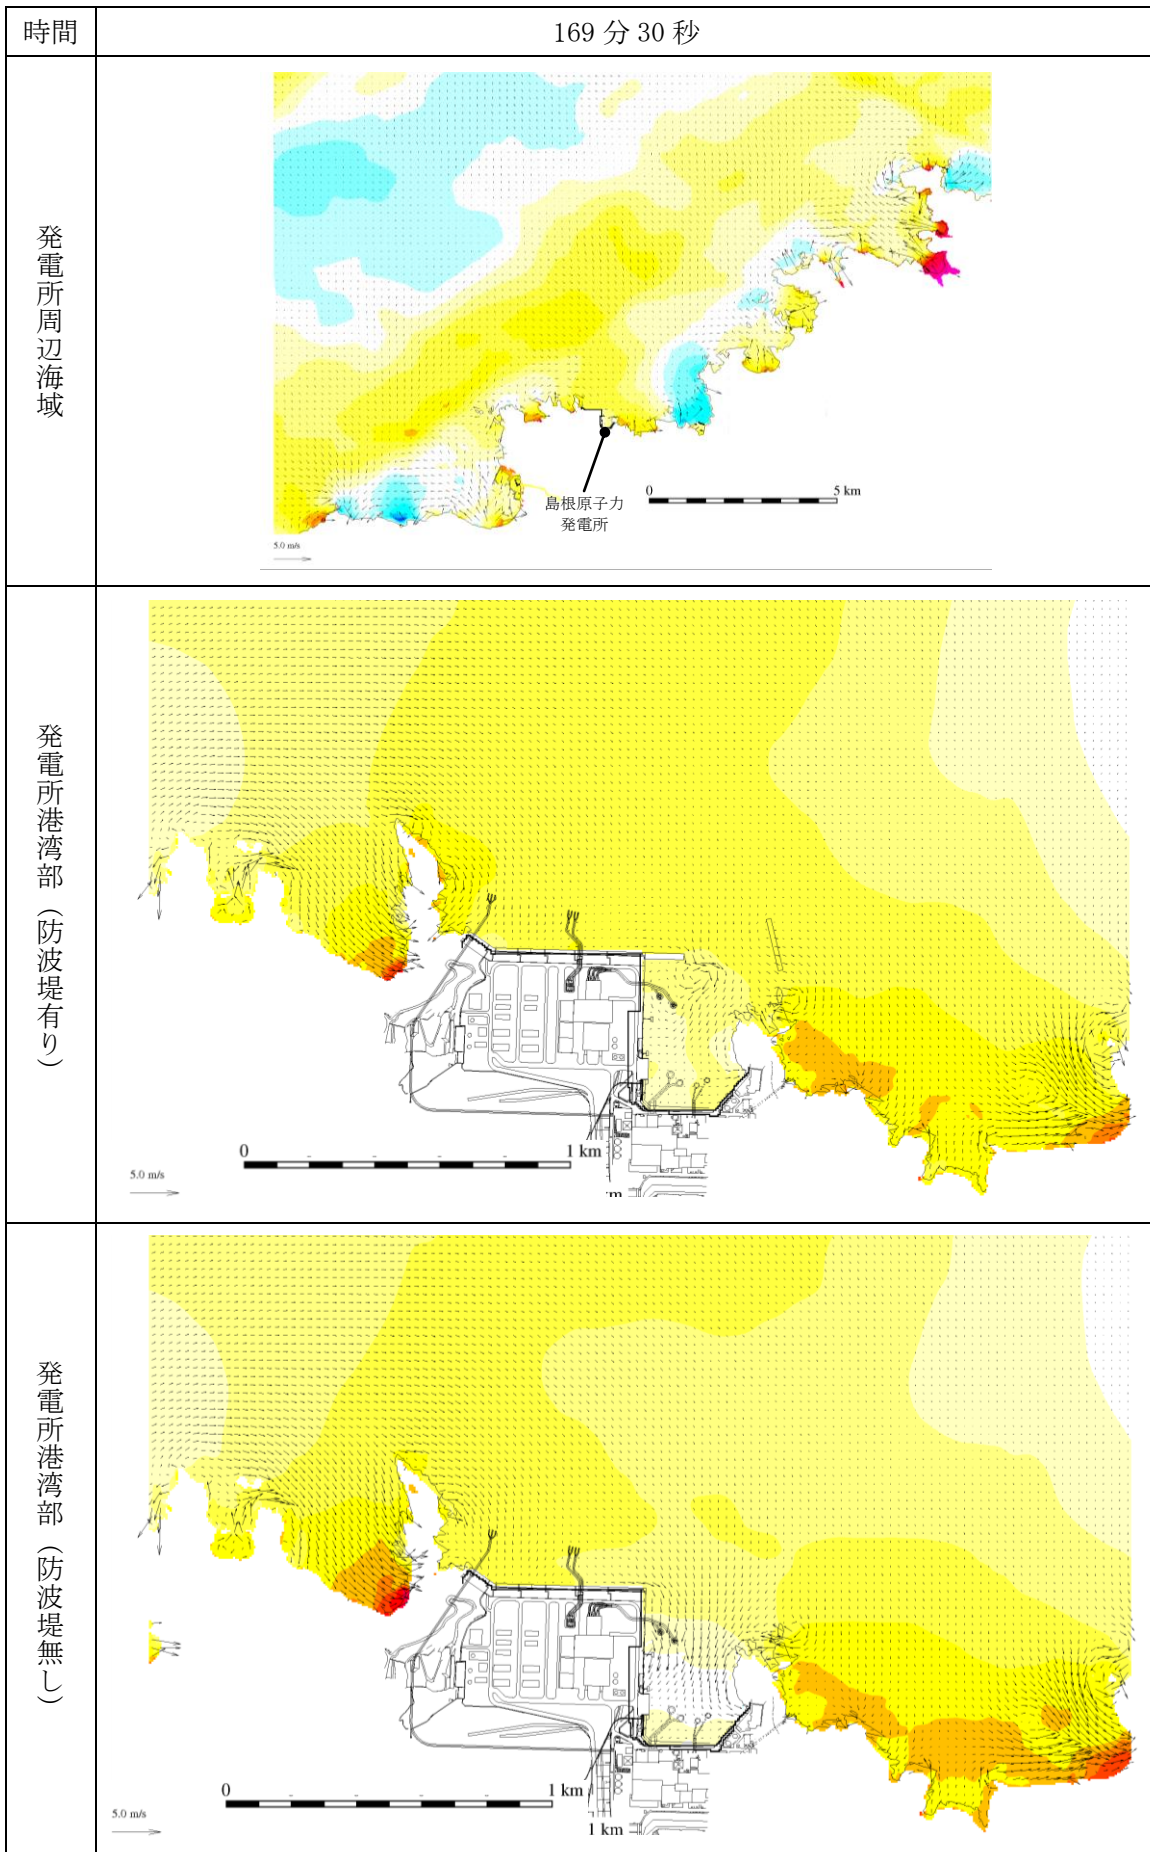 時間
169 分 30 秒
発電所周辺海域
島根原子力
発電所
0
5 km
5.0 m/s
発電所港湾部（防波堤有り）
0
1 km
5.0 m/s
m
発電所港湾部（防波堤無し）
0
1 km
5.0 m/s
1 km